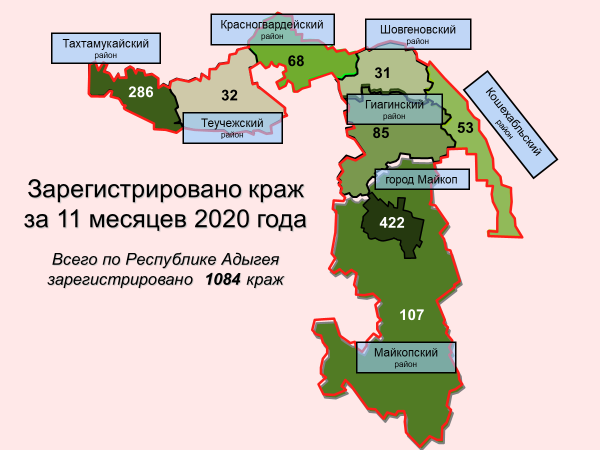 Красногвардейский
район
Шовгеновский
район
Тахтамукайский
район
68
31
286
32
Гиагинский
район
Кошехабльский
район
53
Теучежский
район
85
город Майкоп
Зарегистрировано краж
за 11 месяцев 2020 года
422
Всего по Республике Адыгея
зарегистрировано 1084 краж
107
Майкопский
район